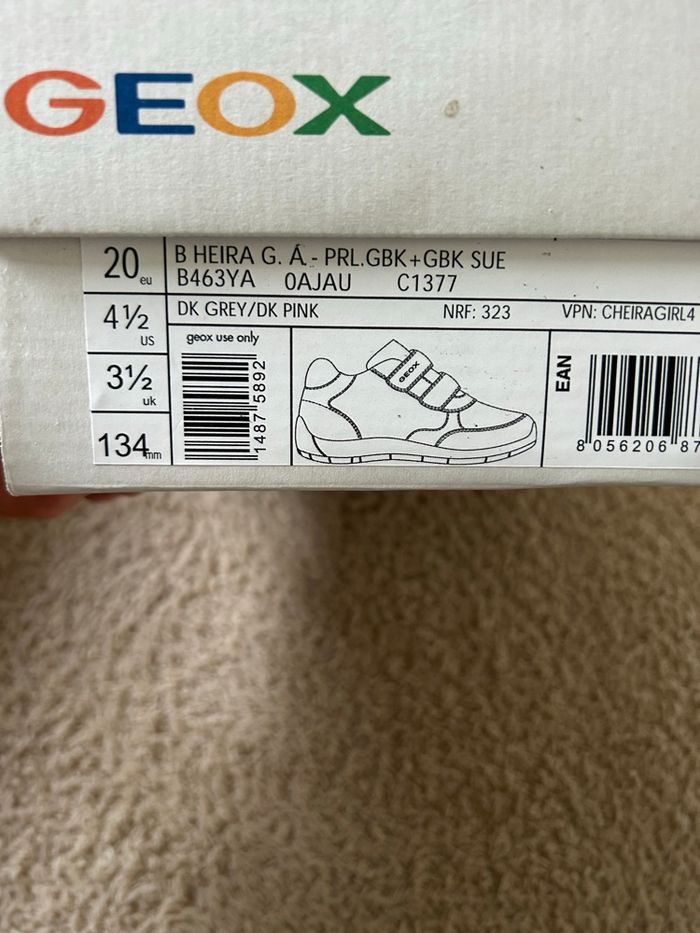 GEOX
20 eu
B HEIRA G. A.- PRL.GBK+GBK SUE
B463YA 0AJAU C1377
4½ US
DK GREY/DK PINK NRF: 323 VPN: CHEIRAGIRL4
3½ uk
134 mm
geox use only
1487 5892
GEOX
EAN
8 056206 87